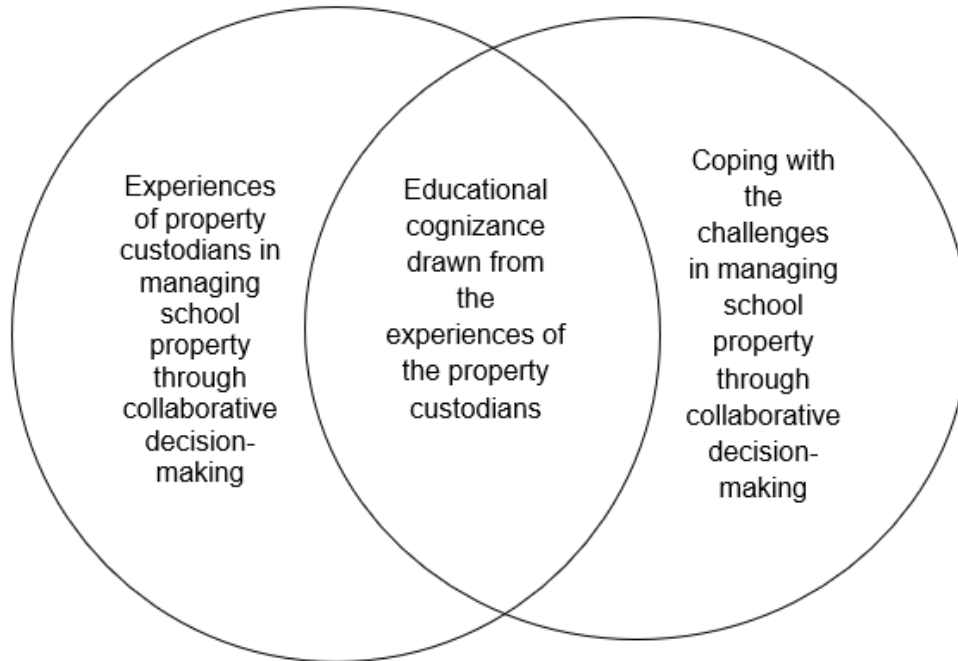 Experiences
of property
custodians in
managing
school
property
through
collaborative
decision-
making
Educational
cognizance
drawn from
the
experiences of
the property
custodians
Coping with
the
challenges
in managing
school
property
through
collaborative
decision-
making